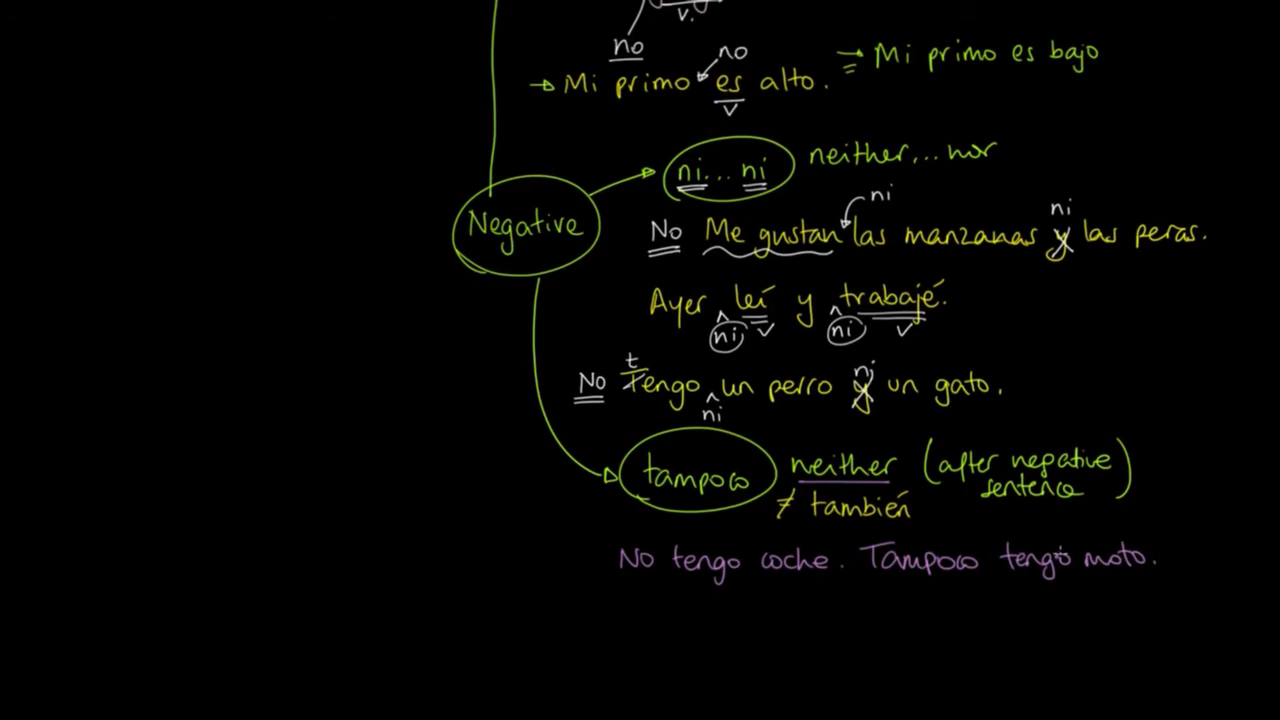 v.
no
no
→ Mi primo es alto. → Mi primo es bajo
v
ni... ni neither... nor
ni
ni
Negative
No Me gustan las manzanas y las peras.
Ayer leí y trabajé.
ni v ni v
t
ni
No Tengo un perro y un gato.
ni
tampoco neither (after negative
sentence)
≠ también
No tengo coche. Tampoco tengo moto.